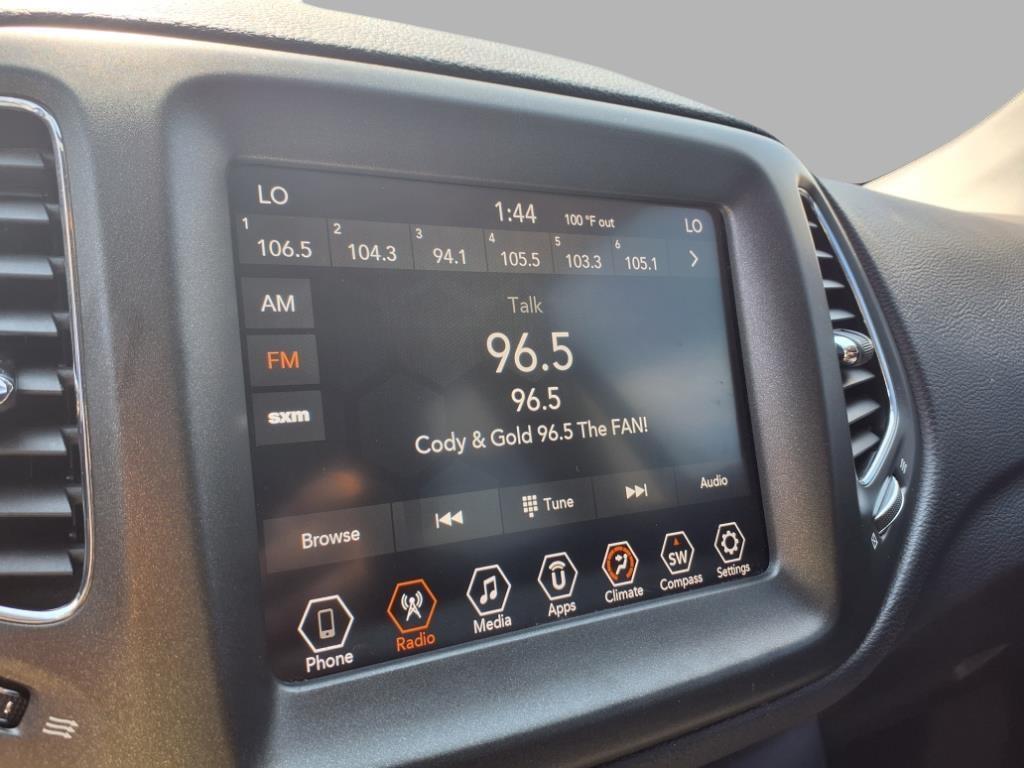 LO 1:44 100 °F out LO
1 106.5 2 104.3 3 94.1 4 105.5 5 103.3 6 105.1
AM
FM
sxm
Talk
96.5
96.5
Cody & Gold 96.5 The FAN!
Browse Tune Audio
SW
Phone Radio Media Apps Climate Compass Settings